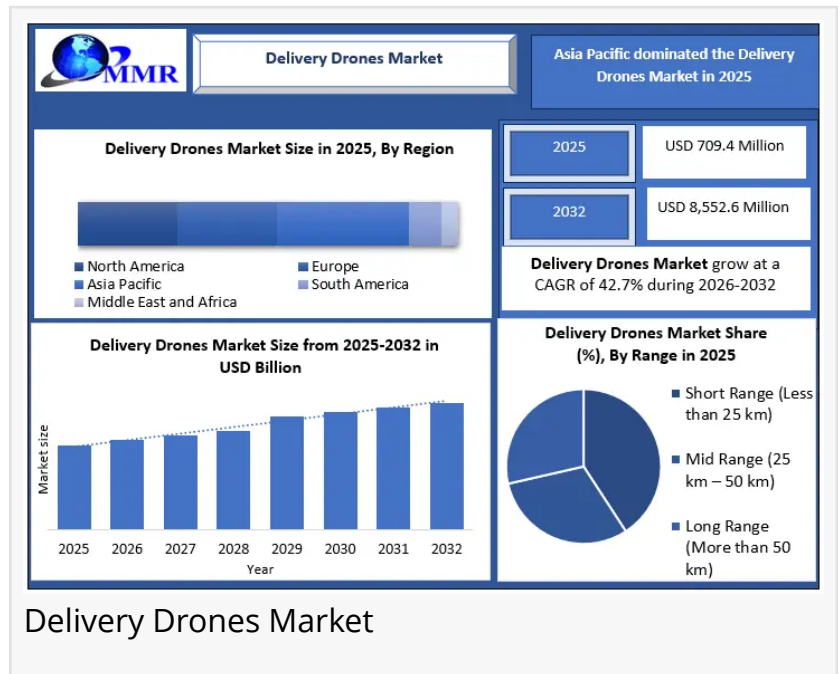 MMR
Delivery Drones Market
Asia Pacific dominated the Delivery
Drones Market in 2025
Delivery Drones Market Size in 2025, By Region
North America
Europe
Asia Pacific
South America
Middle East and Africa
2025
USD 709.4 Million
2032
USD 8,552.6 Million
Delivery Drones Market grow at a
CAGR of 42.7% during 2026-2032
Delivery Drones Market Size from 2025-2032 in
USD Billion
Market size
2025 2026 2027 2028 2029 2030 2031 2032
Year
Delivery Drones Market Share
(%), By Range in 2025
Short Range (Less
than 25 km)
Mid Range (25
km – 50 km)
Long Range
(More than 50
km)
Delivery Drones Market